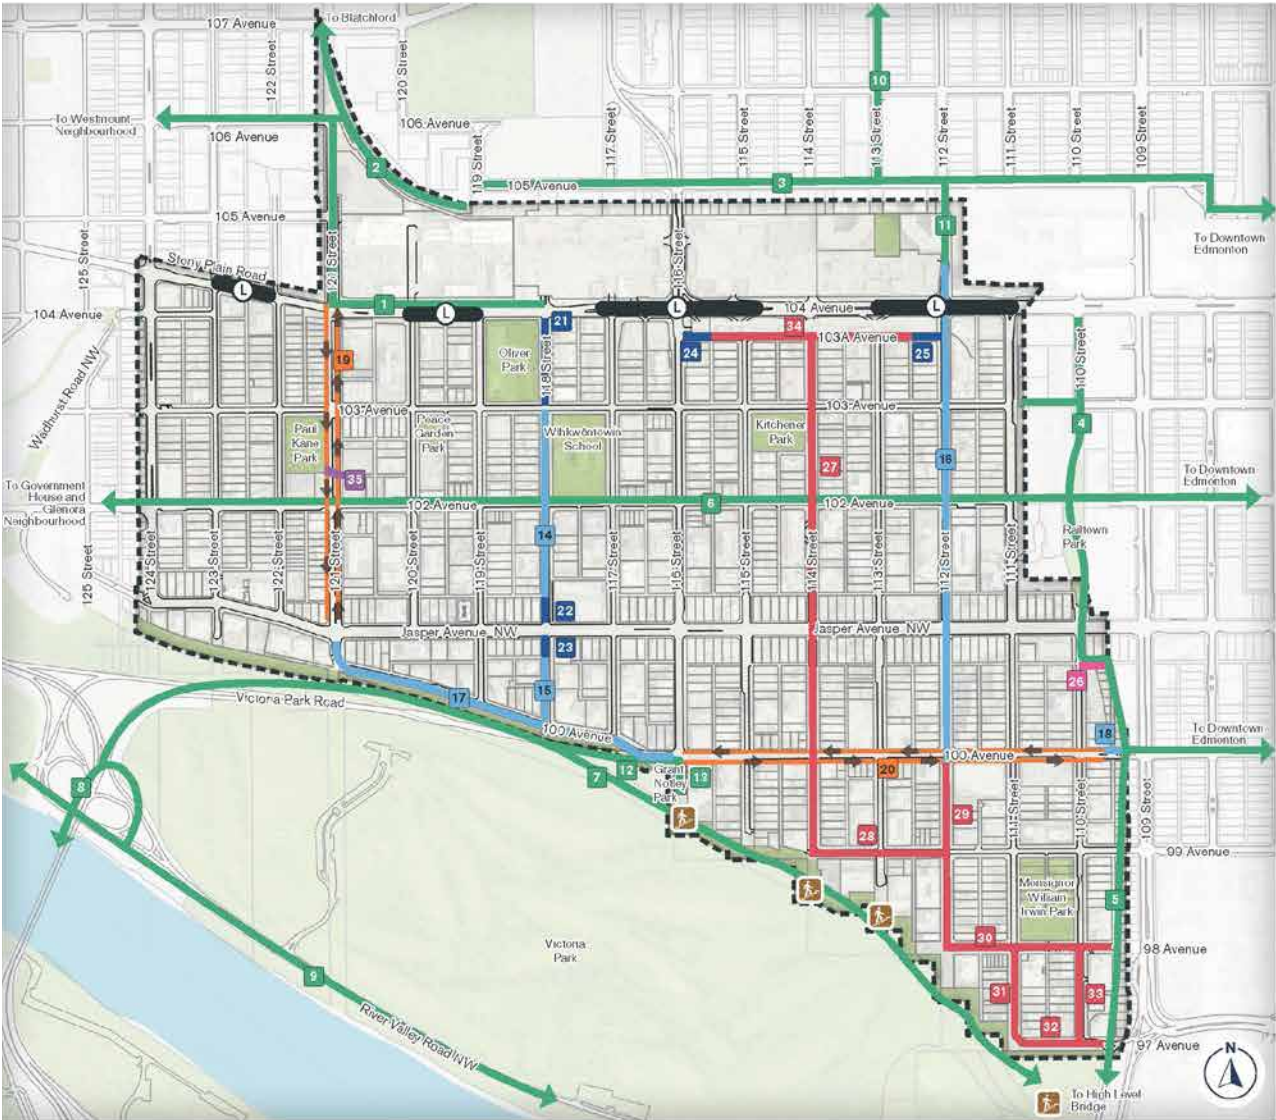 107 Avenue
To Blatchford
122 Street
120 Street
To Westmount
Neighbourhood
106 Avenue
106 Avenue
119 Street
117 Street
115 Street
114 Street
113 Street
112 Street
111 Street
110 Street
109 Street
10
2
105 Avenue
3
105 Avenue
11
To Downtown
Edmonton
125 Street
Stony Plain Road
121 Street
116 Street
L
L
L
L
1
104 Avenue
104 Avenue
21
34
103A Avenue
24
25
19
Oliver
Park
118 Street
110 Street
Wadhurst Road NW
103 Avenue
103 Avenue
Paul
Kane
Park
Peace
Garden
Park
Wîhkwêntôwin
School
Kitchener
Park
4
27
16
35
To Government
House and
Glenora
Neighbourhood
To Downtown
Edmonton
102 Avenue
6
102 Avenue
14
Railtown
Park
125 Street
124 Street
123 Street
122 Street
121 Street
120 Street
119 Street
117 Street
116 Street
115 Street
114 Street
113 Street
112 Street
111 Street
22
Jasper Avenue NW
Jasper Avenue NW
23
26
17
15
Victoria Park Road
100 Avenue
18
To Downtown
Edmonton
100 Avenue
12
13
7
Grant
Notley
Park
20
8
29
111 Street
110 Street
109 Street
28
99 Avenue
Monsignor
William
Irwin Park
5
Victoria
Park
30
98 Avenue
9
31
33
River Valley Road NW
32
97 Avenue
N
To High Level
Bridge